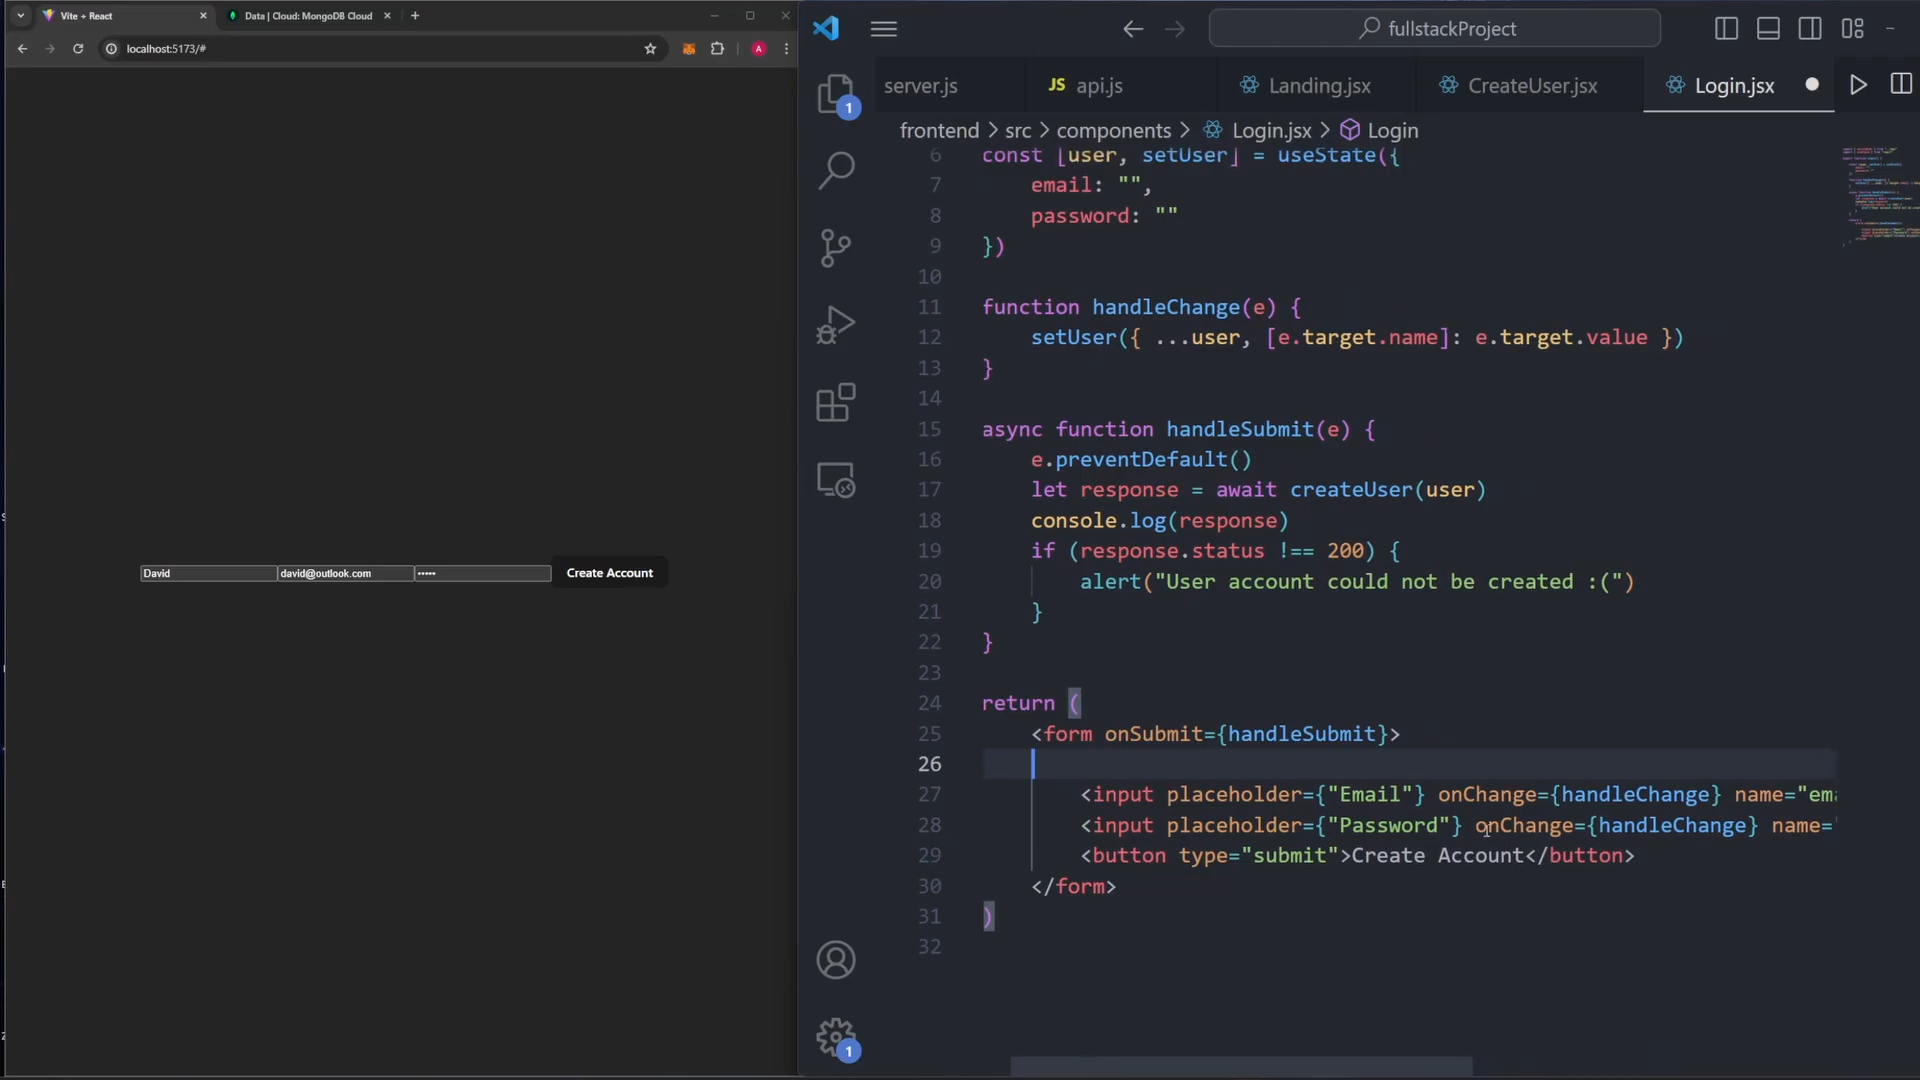 Vite + React
Data | Cloud: MongoDB Cloud
localhost:5173/#
A
David
david@outlook.com
•••••
Create Account
fullstackProject
server.js
JS api.js
Landing.jsx
CreateUser.jsx
Login.jsx
frontend > src > components > Login.jsx > Login
1
6 const [user, setUser] = useState({
7 email: "",
8 password: ""
9 })
10
11 function handleChange(e) {
12 setUser({ ...user, [e.target.name]: e.target.value })
13 }
14
15 async function handleSubmit(e) {
16 e.preventDefault()
17 let response = await createUser(user)
18 console.log(response)
19 if (response.status !== 200) {
20 alert("User account could not be created :(")
21 }
22 }
23
24 return (
25 <form onSubmit={handleSubmit}>
26
27 <input placeholder={"Email"} onChange={handleChange} name="ema
28 <input placeholder={"Password"} onChange={handleChange} name="
29 <button type="submit">Create Account</button>
30 </form>
31 )
32
1